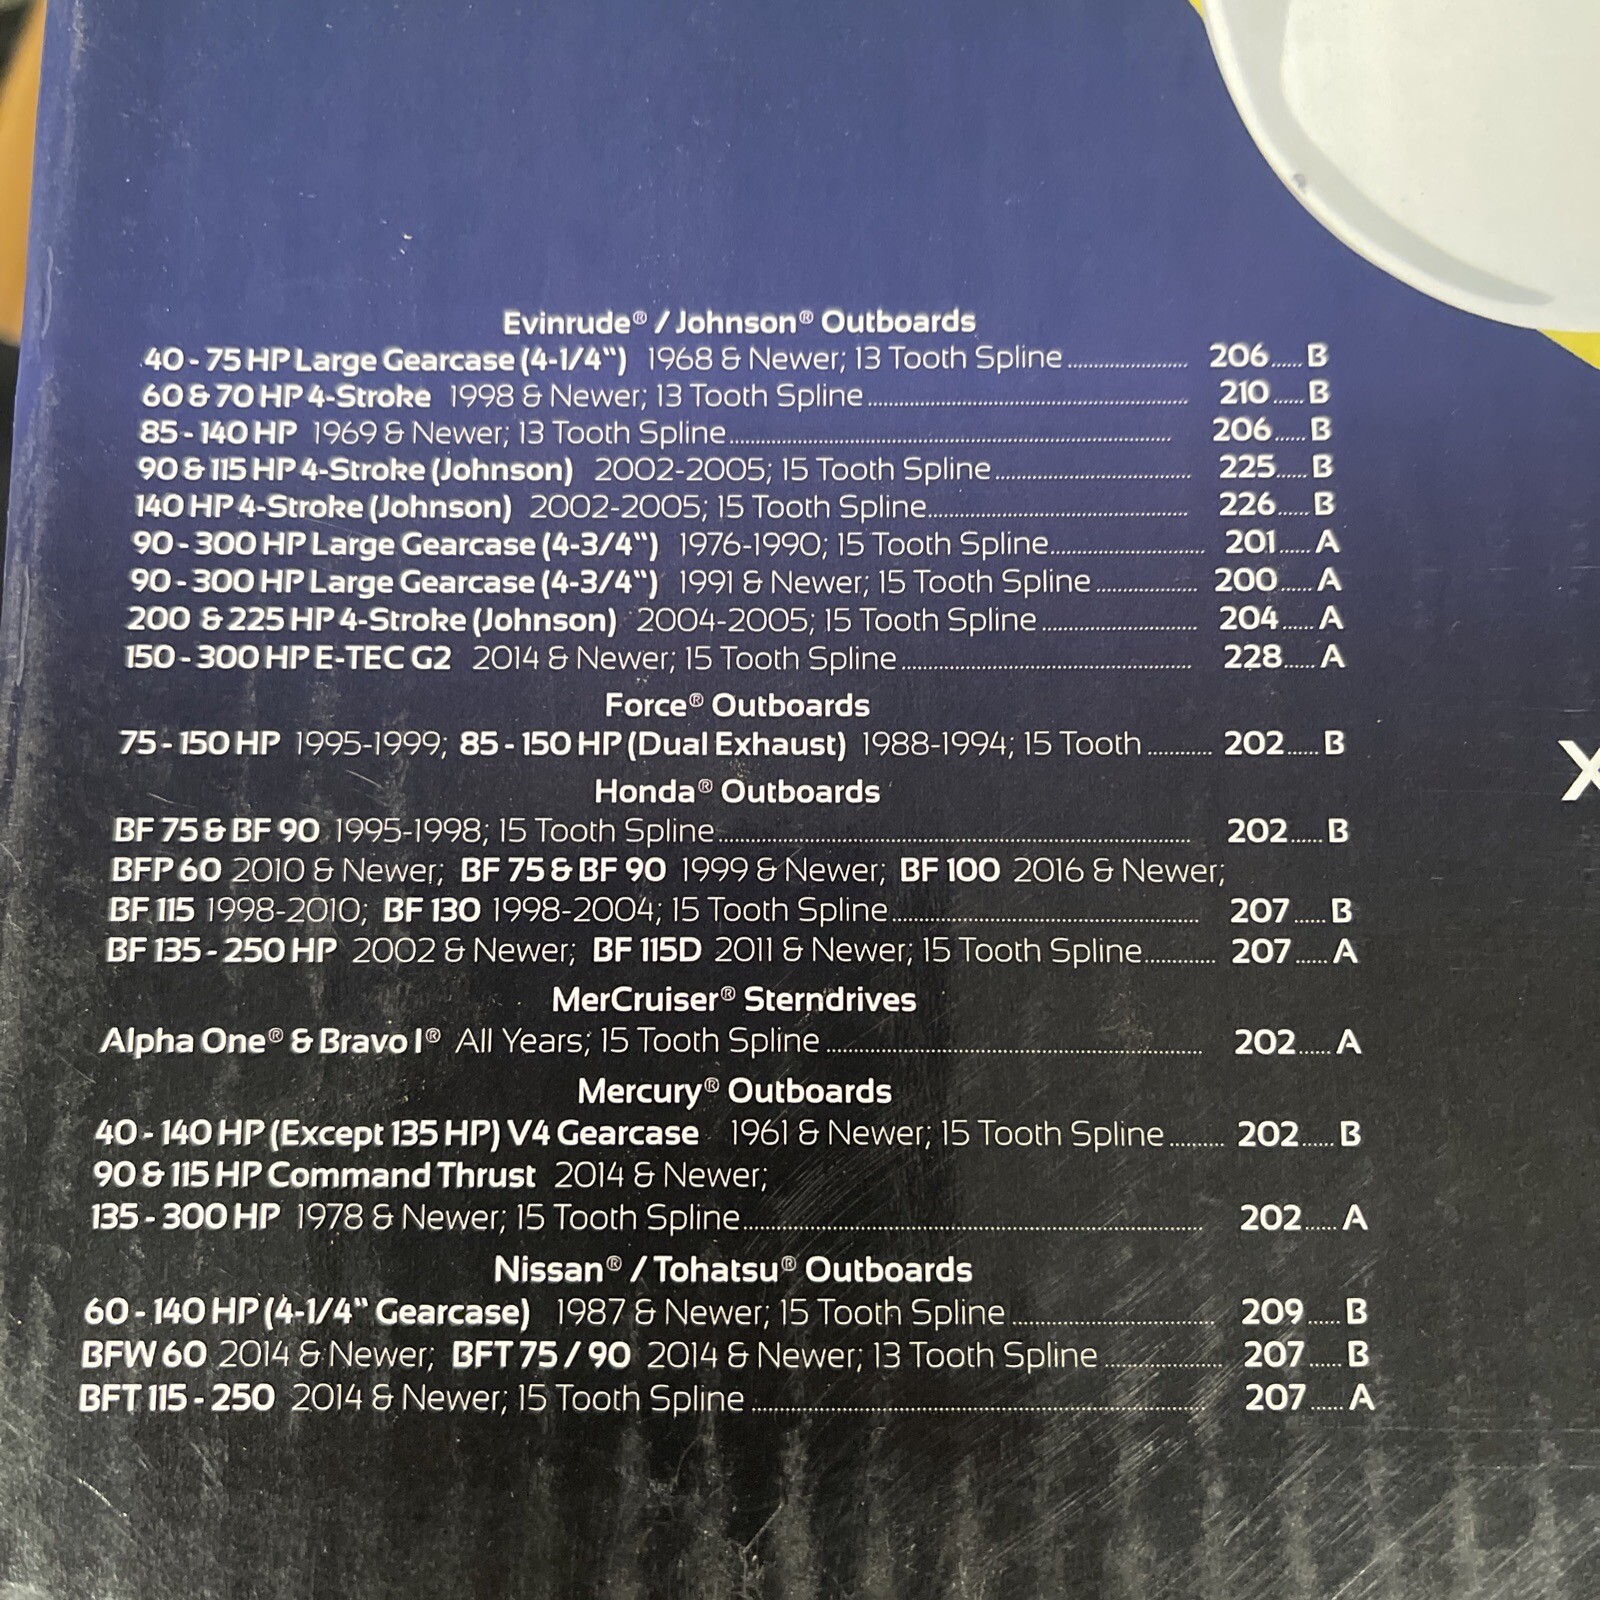 Evinrude® / Johnson® Outboards
40 - 75 HP Large Gearcase (4-1/4") 1968 & Newer; 13 Tooth Spline........206......B
60 & 70 HP 4-Stroke 1998 & Newer; 13 Tooth Spline........210......B
85 - 140 HP 1969 & Newer; 13 Tooth Spline........206......B
90 & 115 HP 4-Stroke (Johnson) 2002-2005; 15 Tooth Spline........225......B
140 HP 4-Stroke (Johnson) 2002-2005; 15 Tooth Spline........226......B
90 - 300 HP Large Gearcase (4-3/4") 1976-1990; 15 Tooth Spline........201......A
90 - 300 HP Large Gearcase (4-3/4") 1991 & Newer; 15 Tooth Spline........200......A
200 & 225 HP 4-Stroke (Johnson) 2004-2005; 15 Tooth Spline........204......A
150 - 300 HP E-TEC G2 2014 & Newer; 15 Tooth Spline........228......A
Force® Outboards
75 - 150 HP 1995-1999; 85 - 150 HP (Dual Exhaust) 1988-1994; 15 Tooth........202......B
Honda® Outboards
BF 75 & BF 90 1995-1998; 15 Tooth Spline........202......B
BFP 60 2010 & Newer; BF 75 & BF 90 1999 & Newer; BF 100 2016 & Newer;
BF 115 1998-2010; BF 130 1998-2004; 15 Tooth Spline........207......B
BF 135 - 250 HP 2002 & Newer; BF 115D 2011 & Newer; 15 Tooth Spline........207......A
MerCruiser® Sterndrives
Alpha One® & Bravo I® All Years; 15 Tooth Spline........202......A
Mercury® Outboards
40 - 140 HP (Except 135 HP) V4 Gearcase 1961 & Newer; 15 Tooth Spline........202......B
90 & 115 HP Command Thrust 2014 & Newer;
135 - 300 HP 1978 & Newer; 15 Tooth Spline........202......A
Nissan® / Tohatsu® Outboards
60 - 140 HP (4-1/4" Gearcase) 1987 & Newer; 15 Tooth Spline........209......B
BFW 60 2014 & Newer; BFT 75 / 90 2014 & Newer; 13 Tooth Spline........207......B
BFT 115 - 250 2014 & Newer; 15 Tooth Spline........207......A